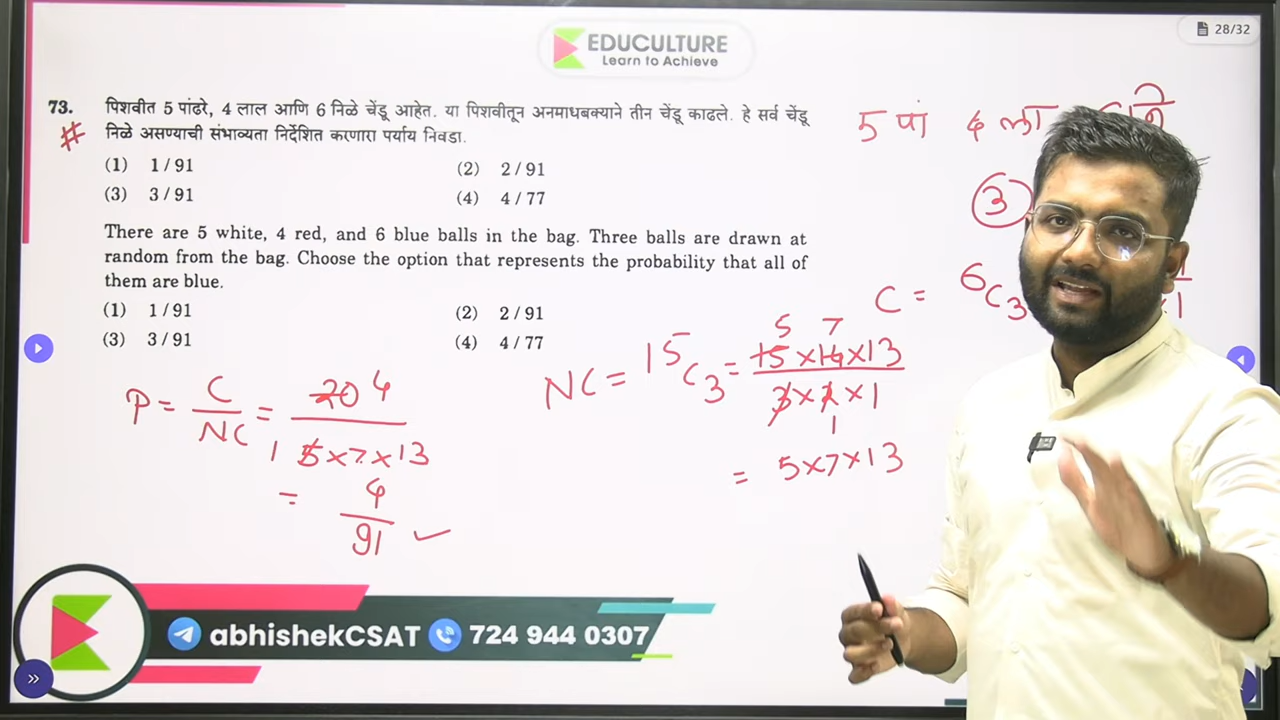 EDUCULTURE
Learn to Achieve
28/32
73. पिशवीत 5 पांढरे, 4 लाल आणि 6 निळे चेंडू आहेत. या पिशवीतून अनमाधबक्याने तीन चेंडू काढले. हे सर्व चेंडू
# निळे असण्याची संभाव्यता निर्देशित करणारा पर्याय निवडा.
(1) 1 / 91 (2) 2 / 91
(3) 3 / 91 (4) 4 / 77
There are 5 white, 4 red, and 6 blue balls in the bag. Three balls are drawn at
random from the bag. Choose the option that represents the probability that all of
them are blue.
(1) 1 / 91 (2) 2 / 91
(3) 3 / 91 (4) 4 / 77
5 पां 4 ला
3
C = 6C3
NC = 15C3 = 15×14×13
5 7
3×2×1
1
= 5×7×13
P = C/NC = 20 4
1 5×7×13
= 4/91 ✓
abhishekCSAT 724 944 0307